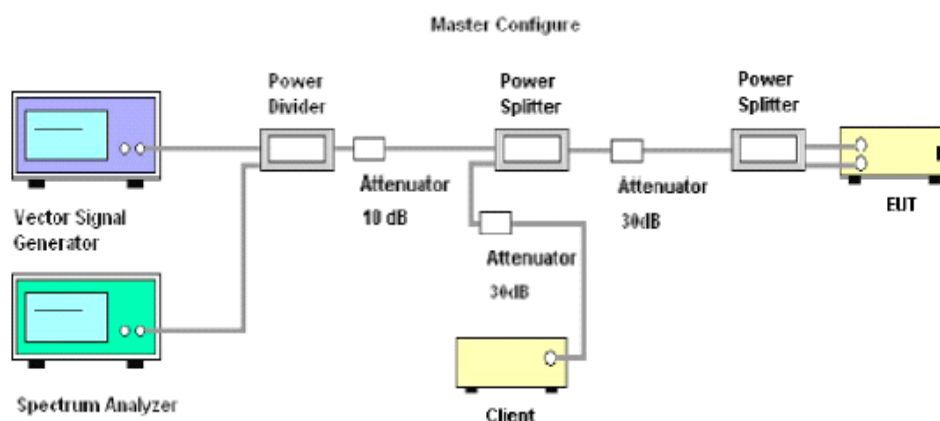 Master Configure
Power
Divider
Power
Splitter
Power
Splitter
Attenuator
10 dB
Attenuator
30dB
EUT
Vector Signal
Generator
Attenuator
30dB
Spectrum Analyzer
Client